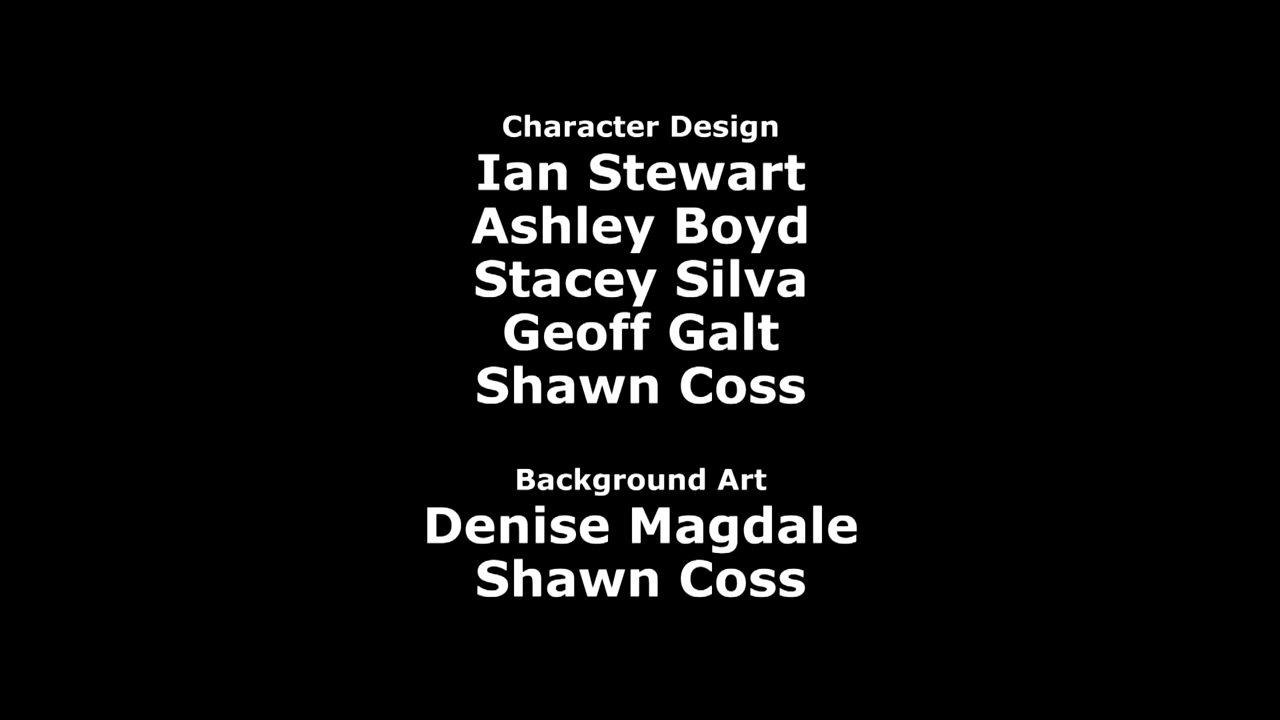 Character Design
Ian Stewart
Ashley Boyd
Stacey Silva
Geoff Galt
Shawn Coss
Background Art
Denise Magdale
Shawn Coss